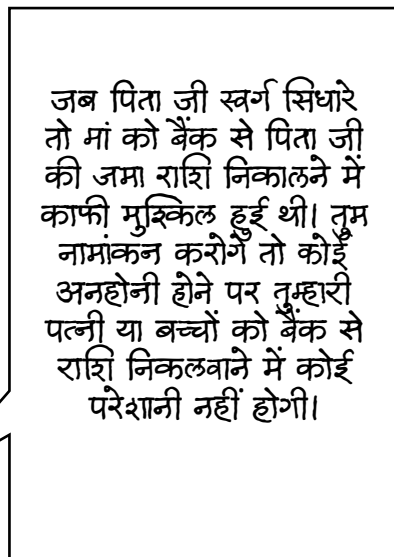 जब पिता जी स्वर्ग सिधारे
तो मां को बैंक से पिता जी
की जमा राशि निकालने में
काफी मुश्किल हुई थी। तुम
नामांकन करोगे तो कोई
अनहोनी होने पर तुम्हारी
पत्नी या बच्चों को बैंक से
राशि निकलवाने में कोई
परेशानी नहीं होगी।